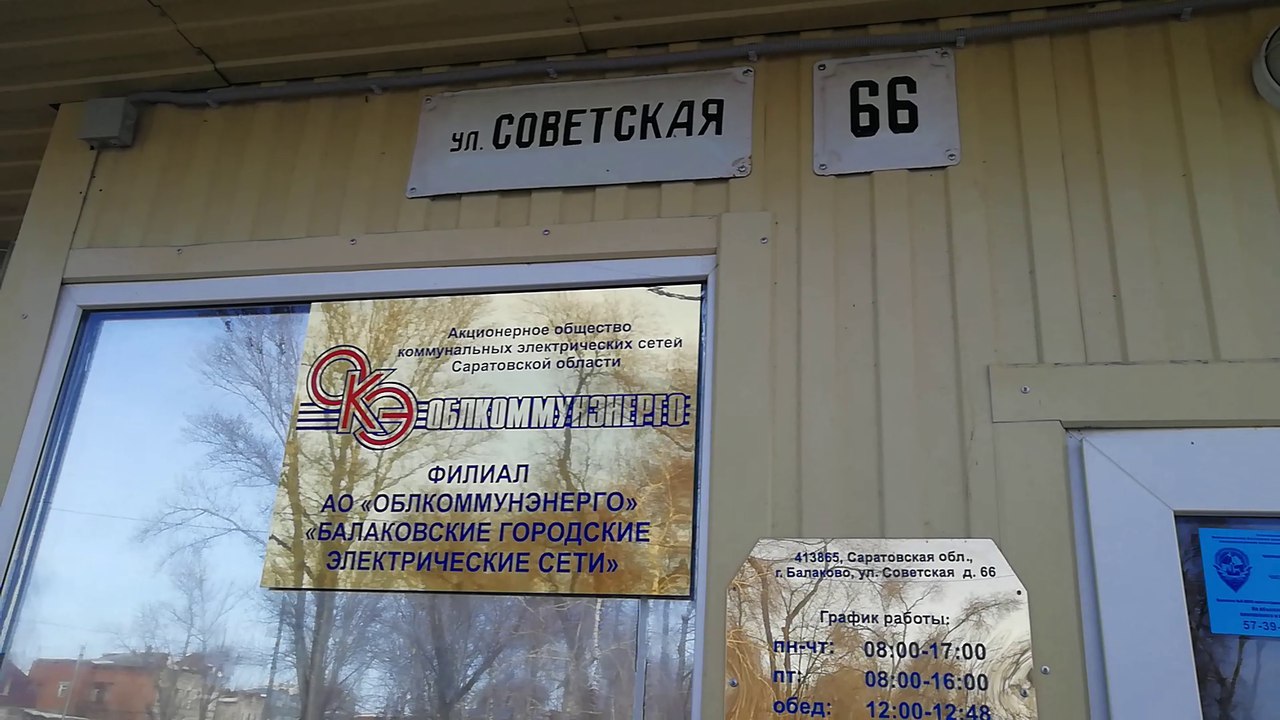 ул. СОВЕТСКАЯ
66
Акционерное общество
коммунальных электрических сетей
Саратовской области
ОКЭ
ОБЛКОММУНЭНЕРГО
ФИЛИАЛ
АО «ОБЛКОММУНЭНЕРГО»
«БАЛАКОВСКИЕ ГОРОДСКИЕ
ЭЛЕКТРИЧЕСКИЕ СЕТИ»
413865, Саратовская обл.,
г. Балаково, ул. Советская д. 66
График работы:
пн-чт: 08:00-17:00
пт: 08:00-16:00
обед: 12:00-12:48
57-39-